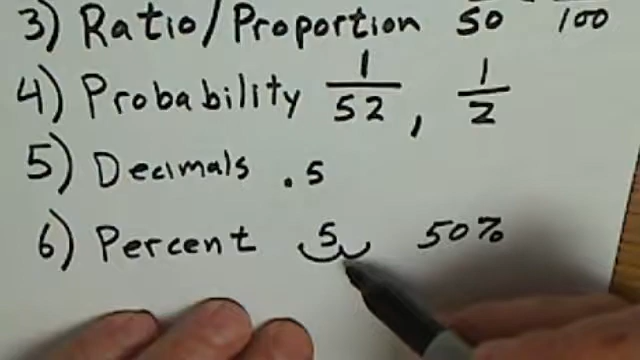 3) Ratio/Proportion 50 100
4) Probability 1/52, 1/2
5) Decimals .5
6) Percent 5 50%